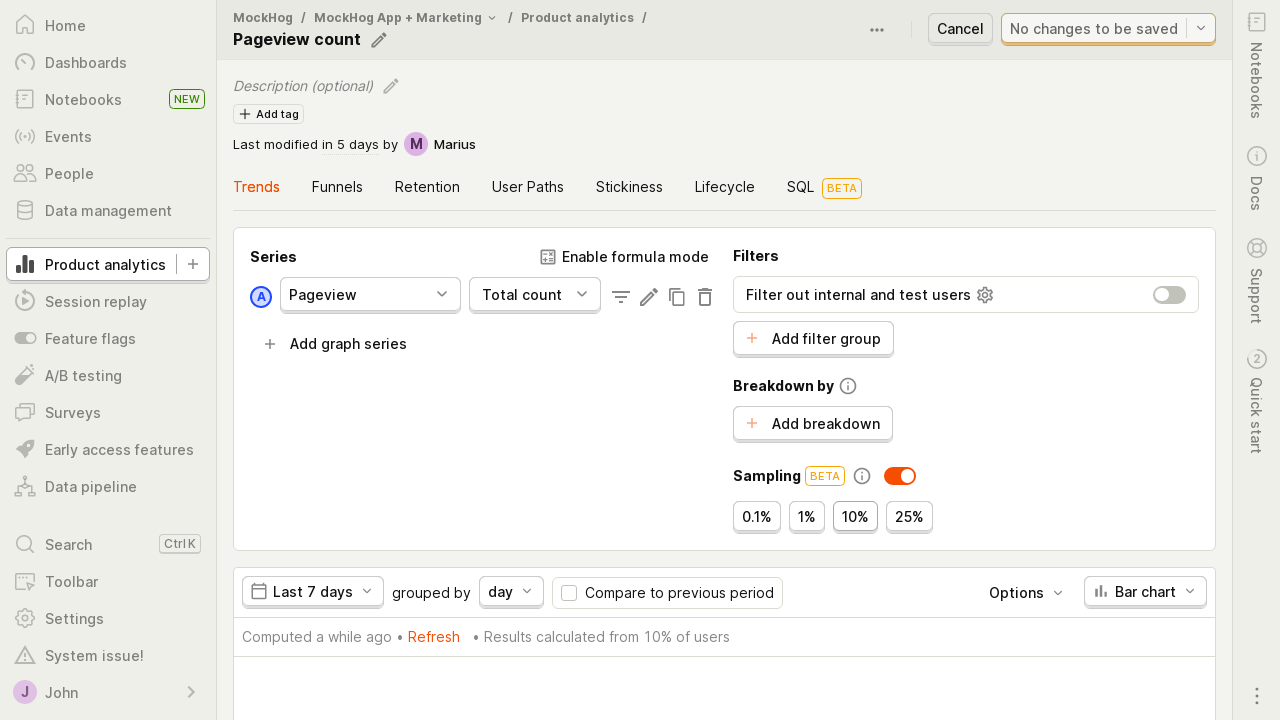 Home
Dashboards
Notebooks NEW
Events
People
Data management
Product analytics
Session replay
Feature flags
A/B testing
Surveys
Early access features
Data pipeline
Search Ctrl K
Toolbar
Settings
System issue!
J John
MockHog / MockHog App + Marketing / Product analytics /
Pageview count
Cancel
No changes to be saved
Description (optional)
Add tag
Last modified in 5 days by M Marius
Trends Funnels Retention User Paths Stickiness Lifecycle SQL BETA
Series
Enable formula mode
A Pageview Total count
Add graph series
Filters
Filter out internal and test users
Add filter group
Breakdown by
Add breakdown
Sampling BETA
0.1% 1% 10% 25%
Last 7 days grouped by day Compare to previous period Options Bar chart
Computed a while ago • Refresh • Results calculated from 10% of users
Notebooks
Docs
Support
2 Quick start